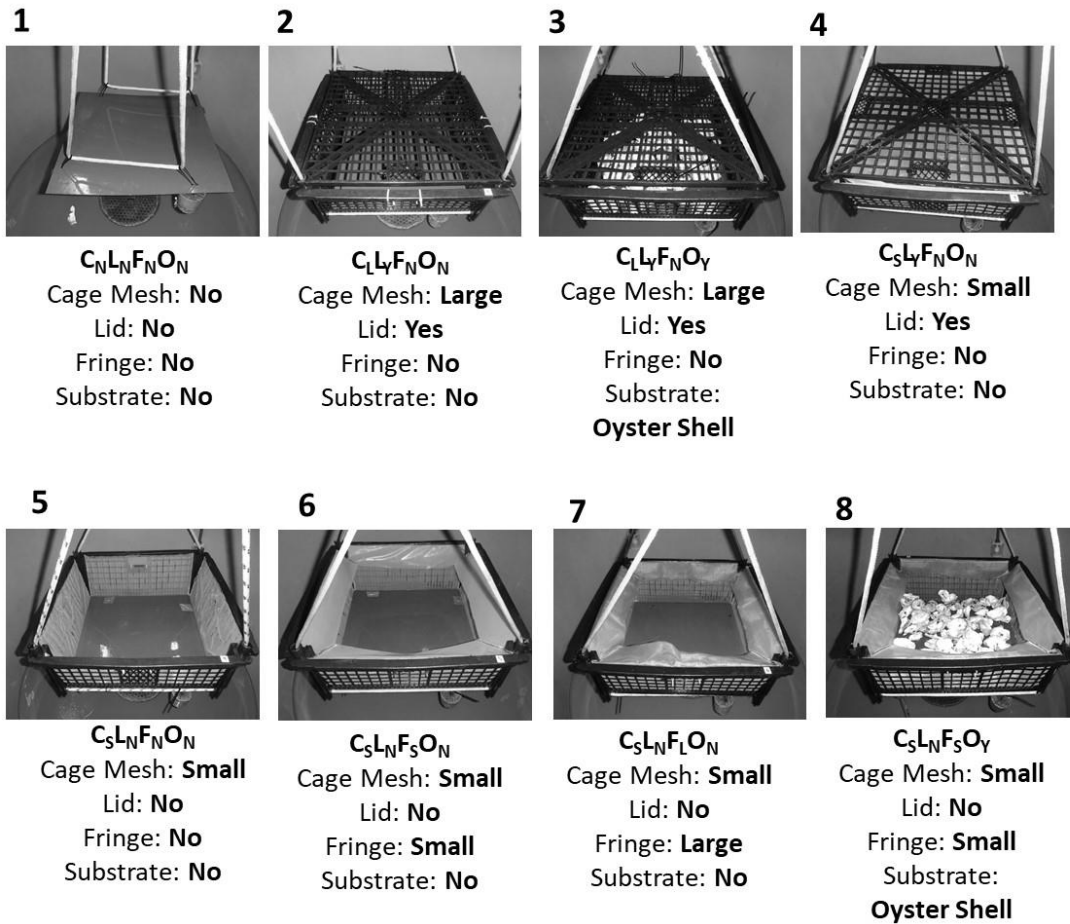 1
2
3
4
CNLNFNON
Cage Mesh: No
Lid: No
Fringe: No
Substrate: No
CLLYFNON
Cage Mesh: Large
Lid: Yes
Fringe: No
Substrate: No
CLLYFNOY
Cage Mesh: Large
Lid: Yes
Fringe: No
Substrate:
Oyster Shell
CSLYFNON
Cage Mesh: Small
Lid: Yes
Fringe: No
Substrate: No
5
6
7
8
CSLNFNON
Cage Mesh: Small
Lid: No
Fringe: No
Substrate: No
CSLNFSON
Cage Mesh: Small
Lid: No
Fringe: Small
Substrate: No
CSLNFLON
Cage Mesh: Small
Lid: No
Fringe: Large
Substrate: No
CSLNFSOY
Cage Mesh: Small
Lid: No
Fringe: Small
Substrate:
Oyster Shell